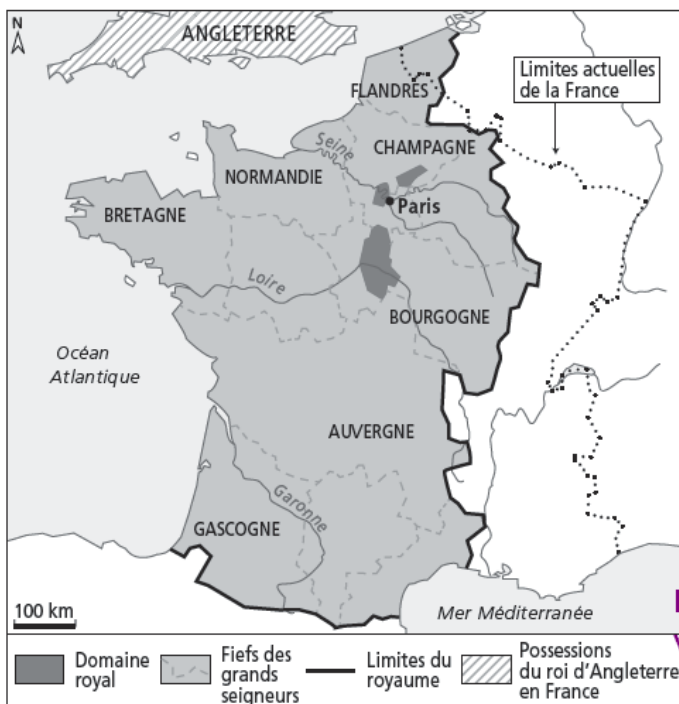 N
ANGLETERRE
Limites actuelles
de la France
FLANDRES
Seine
CHAMPAGNE
NORMANDIE
BRETAGNE
Paris
Loire
BOURGOGNE
Océan
Atlantique
AUVERGNE
Garonne
GASCOGNE
100 km
Mer Méditerranée
Domaine
royal
Fiefs des
grands
seigneurs
Limites du
royaume
Possessions
du roi d'Angleterre
en France